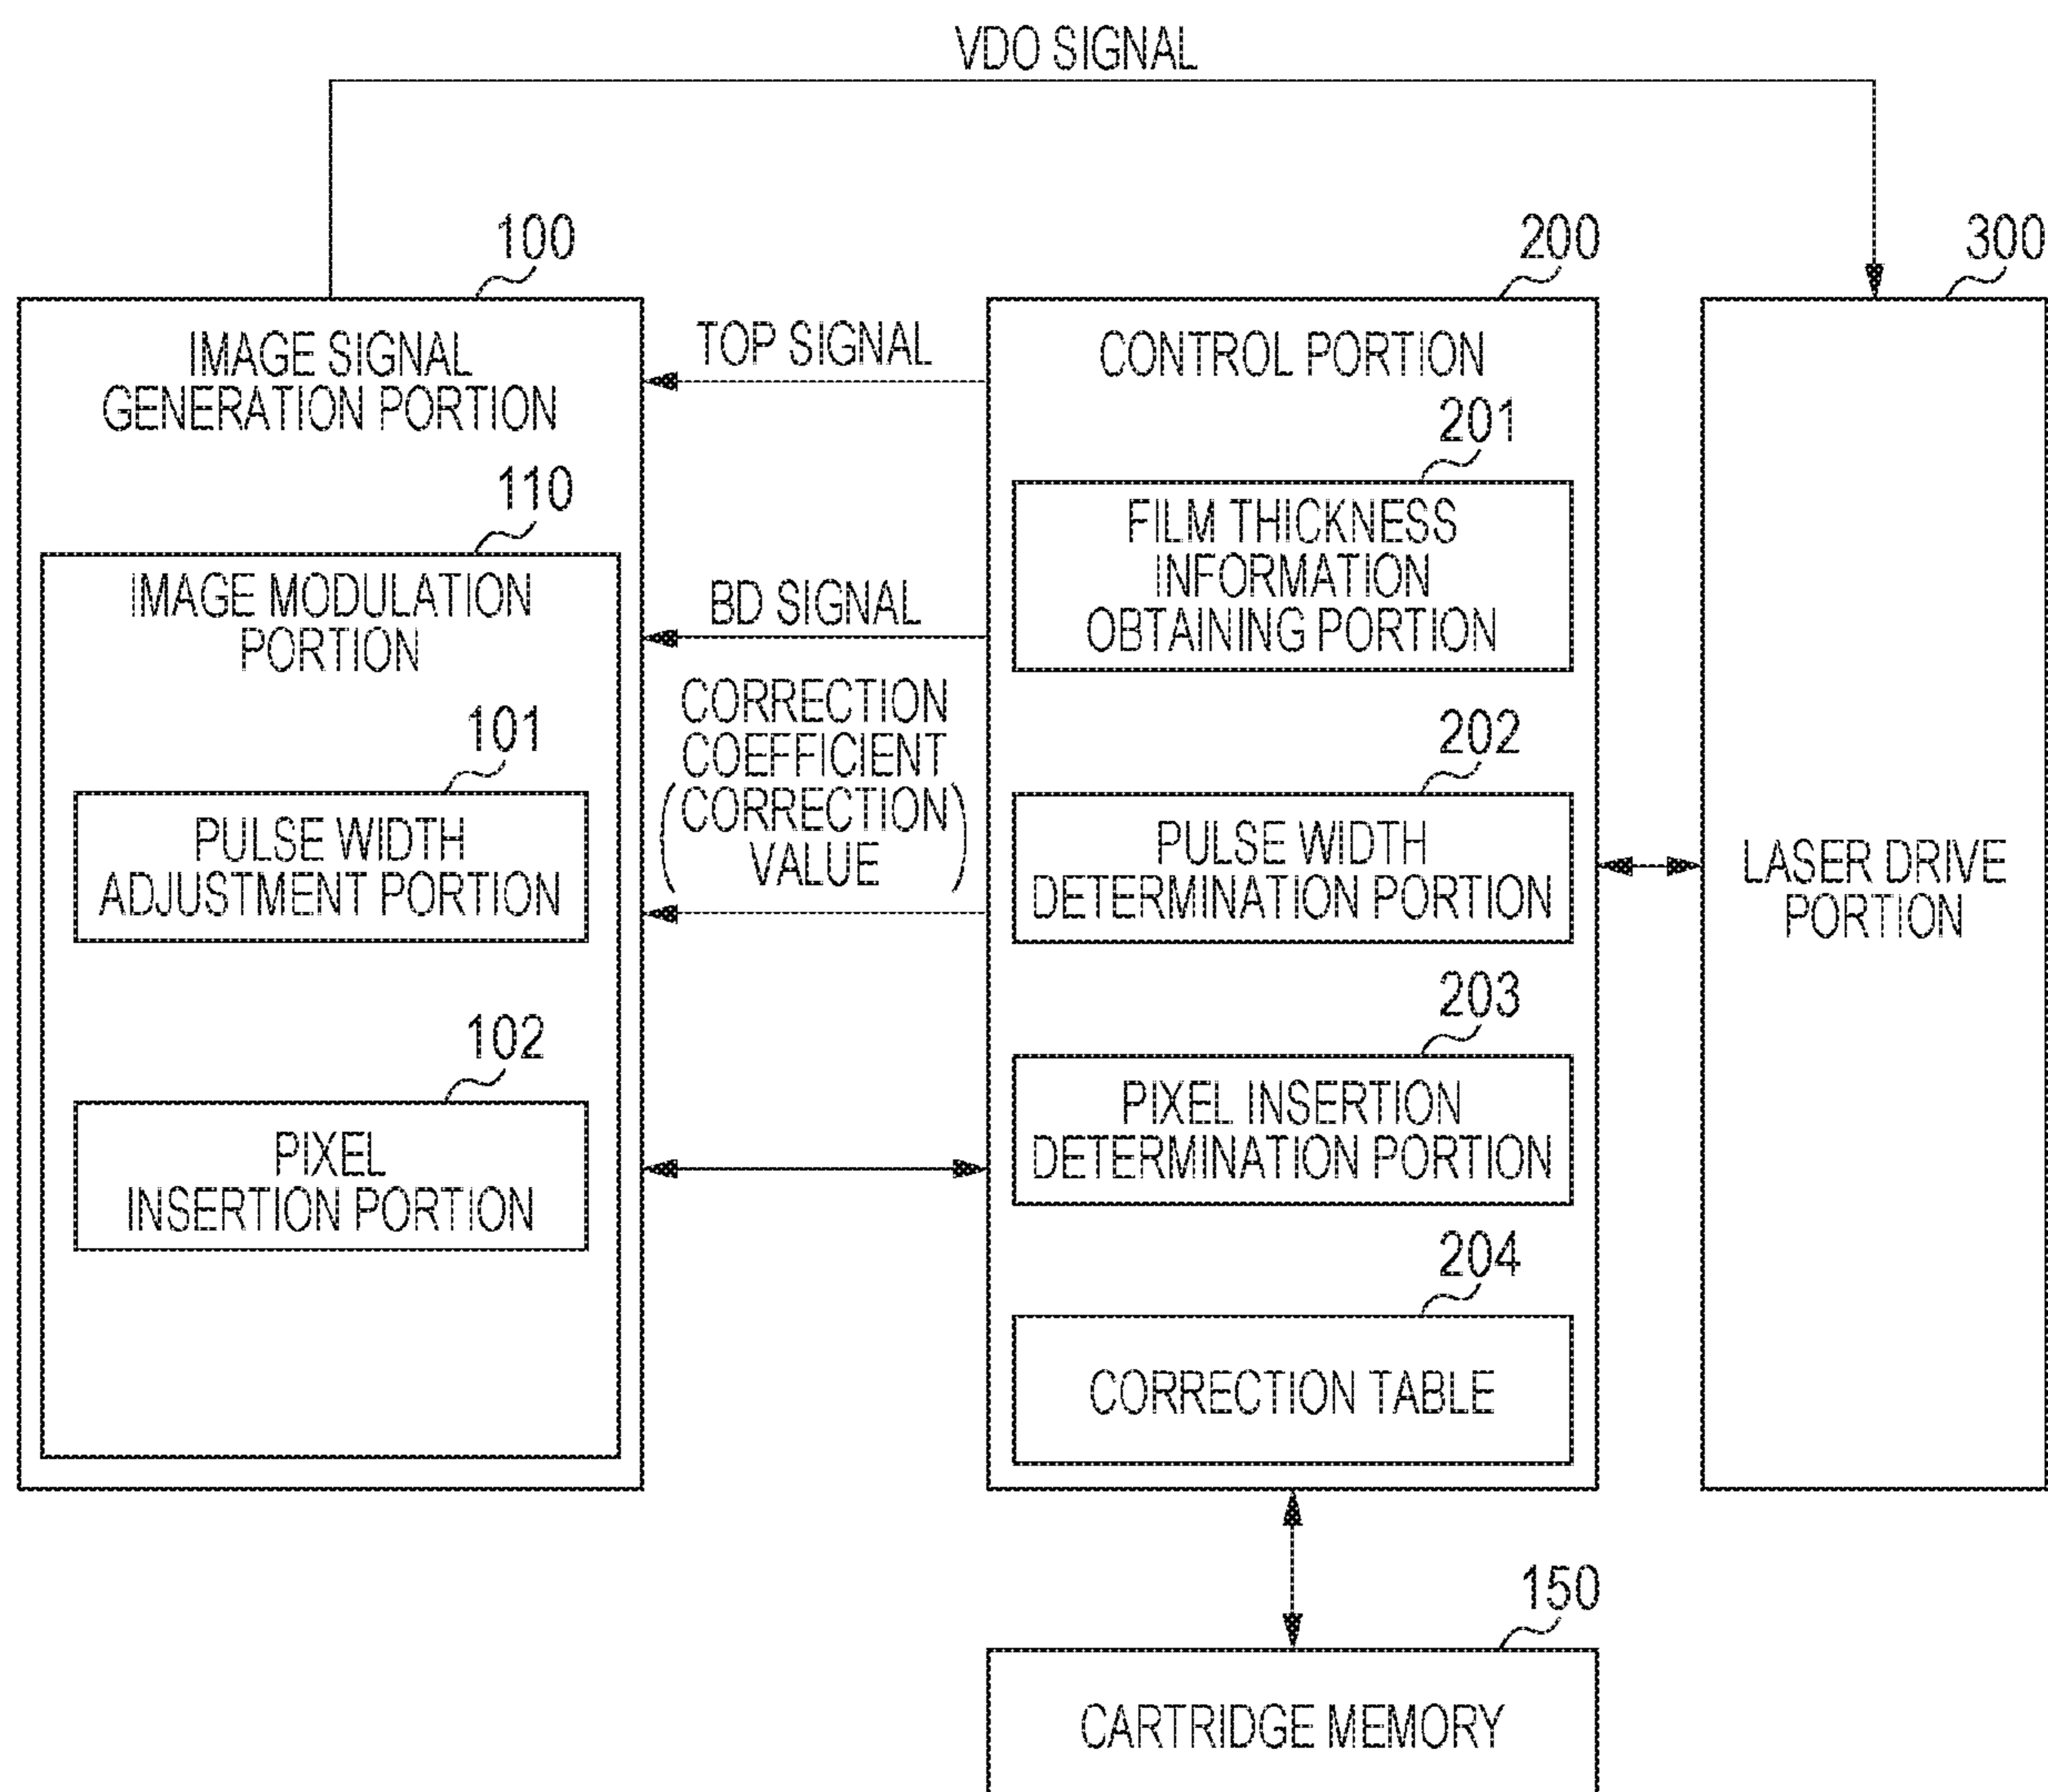 VDO SIGNAL
100
IMAGE SIGNAL
GENERATION PORTION
110
IMAGE MODULATION
PORTION
101
PULSE WIDTH
ADJUSTMENT PORTION
102
PIXEL
INSERTION PORTION
TOP SIGNAL
BD SIGNAL
CORRECTION
COEFFICIENT
(CORRECTION
VALUE)
200
CONTROL PORTION
201
FILM THICKNESS
INFORMATION
OBTAINING PORTION
202
PULSE WIDTH
DETERMINATION PORTION
203
PIXEL INSERTION
DETERMINATION PORTION
204
CORRECTION TABLE
300
LASER DRIVE
PORTION
150
CARTRIDGE MEMORY